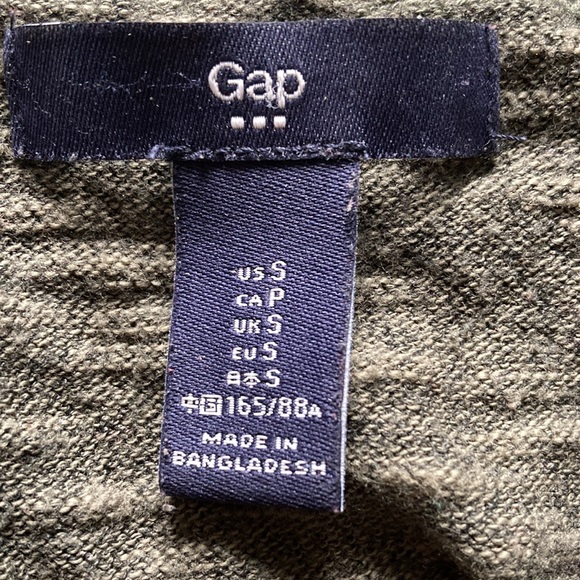 Gap
US S
CA P
UK S
EU S
日本 S
中国 165/88A
MADE IN
BANGLADESH